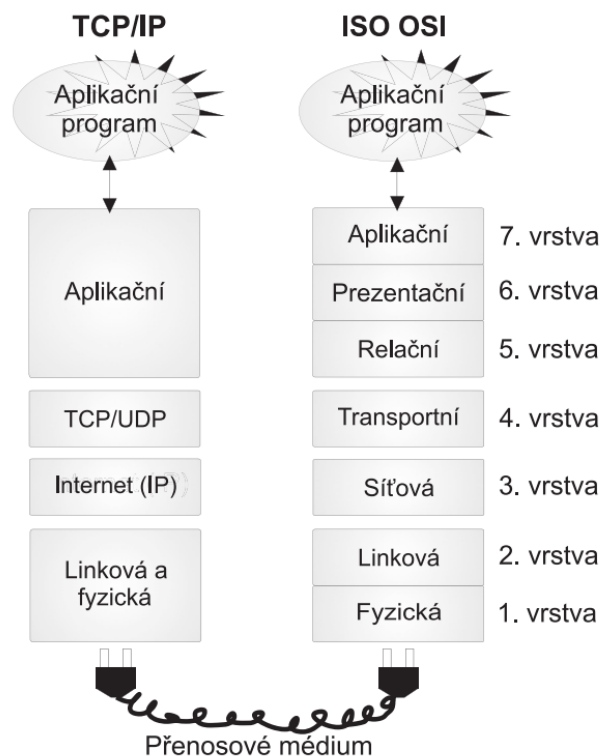 TCP/IP
ISO OSI
Aplikační
program
Aplikační
program
Aplikační
TCP/UDP
Internet (IP)
Linková a
fyzická
Aplikační
7. vrstva
Prezentační
6. vrstva
Relační
5. vrstva
Transportní
4. vrstva
Síťová
3. vrstva
Linková
2. vrstva
Fyzická
1. vrstva
Přenosové médium